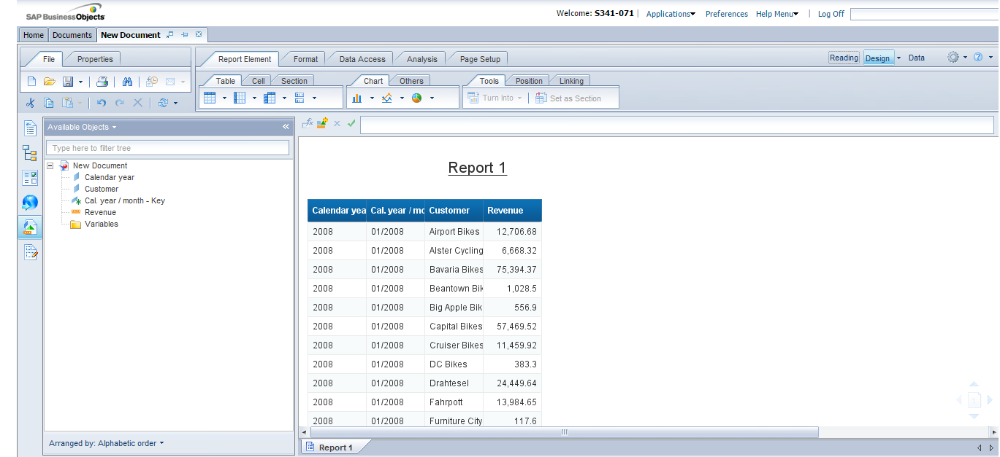 SAP BusinessObjects
Welcome: S341-071 | Applications Preferences Help Menu | Log Off
Home Documents New Document
File Properties Report Element Format Data Access Analysis Page Setup Reading Design Data
Table Cell Section Chart Others Tools Position Linking
Turn Into Set as Section
Available Objects
Type here to filter tree
New Document
Calendar year
Customer
Cal. year / month - Key
Revenue
Variables
Arranged by: Alphabetic order
Report 1
Calendar yea Cal. year / mo Customer Revenue
2008 01/2008 Airport Bikes 12,706.68
2008 01/2008 Alster Cycling 6,668.32
2008 01/2008 Bavaria Bikes 75,394.37
2008 01/2008 Beantown Bik 1,028.5
2008 01/2008 Big Apple Bik 556.9
2008 01/2008 Capital Bikes 57,469.52
2008 01/2008 Cruiser Bikes 11,459.92
2008 01/2008 DC Bikes 383.3
2008 01/2008 Drahtesel 24,449.64
2008 01/2008 Fahrpott 13,984.65
2008 01/2008 Furniture City 117.6
1
Report 1